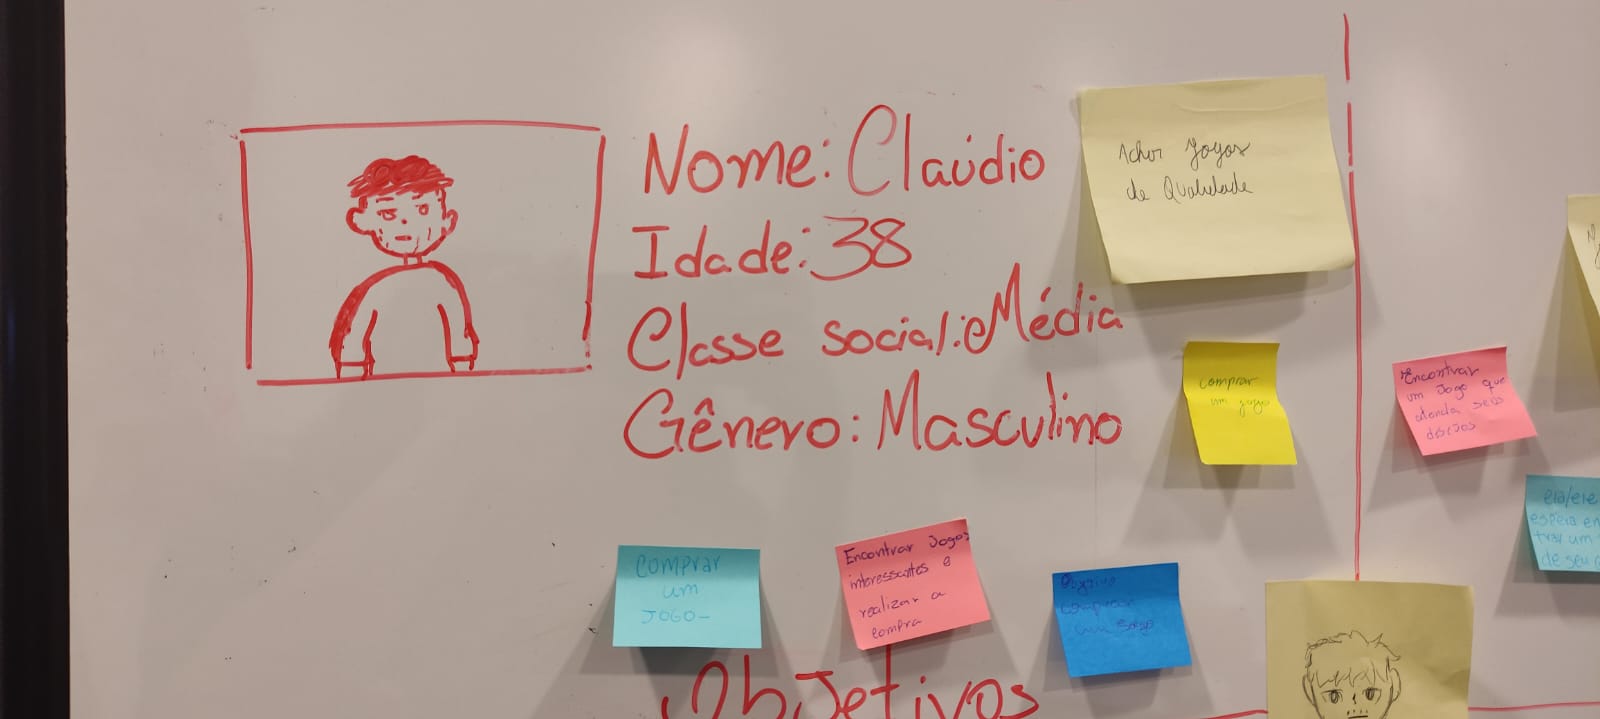 Nome: Claúdio
Idade: 38
Classe social: Média
Gênero: Masculino
Achar Jogos
de Qualidade
comprar
um jogo
Encontrar
um Jogo que
atenda seus
desejos
ela/ele
espera en
trar um
de seu
COMPRAR
um
JOGO-
Encontrar Jogos
interessantes e
realizar a
compra
Objetivo
comprar
um jogo
Objetivos